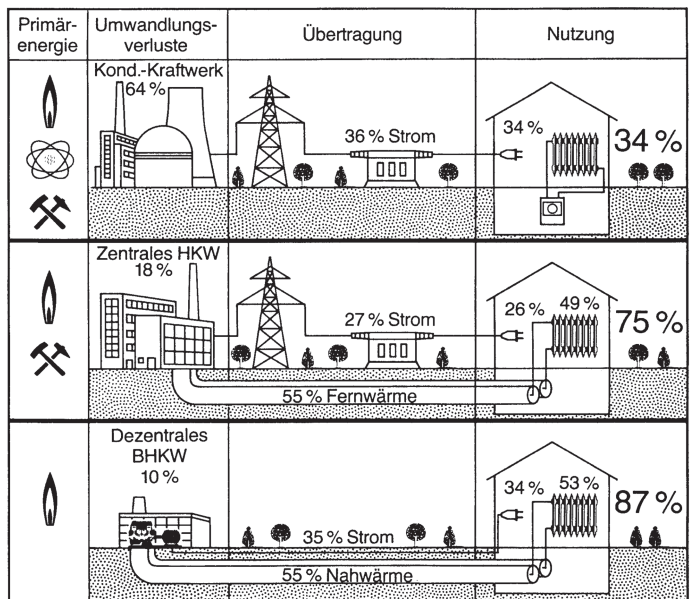 Primär-
energie
Umwandlungs-
verluste
Übertragung
Nutzung
Kond.-Kraftwerk
64 %
36 % Strom
34 %
34 %
Zentrales HKW
18 %
27 % Strom
26 %
49 %
75 %
55 % Fernwärme
Dezentrales
BHKW
10 %
35 % Strom
34 %
53 %
87 %
55 % Nahwärme